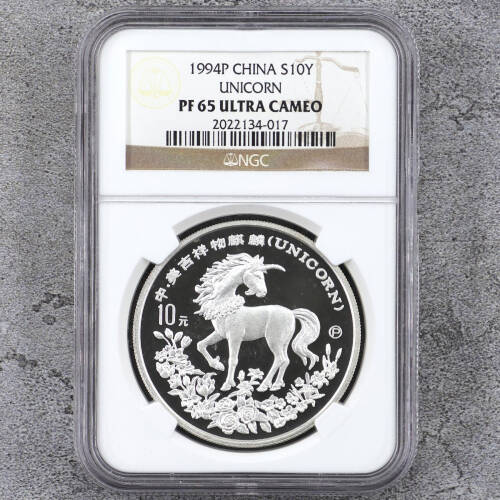 1994P CHINA S10Y
UNICORN
PF 65 ULTRA CAMEO
2022134-017
NGC
中·美吉祥物麒麟(UNICORN)
10元
P